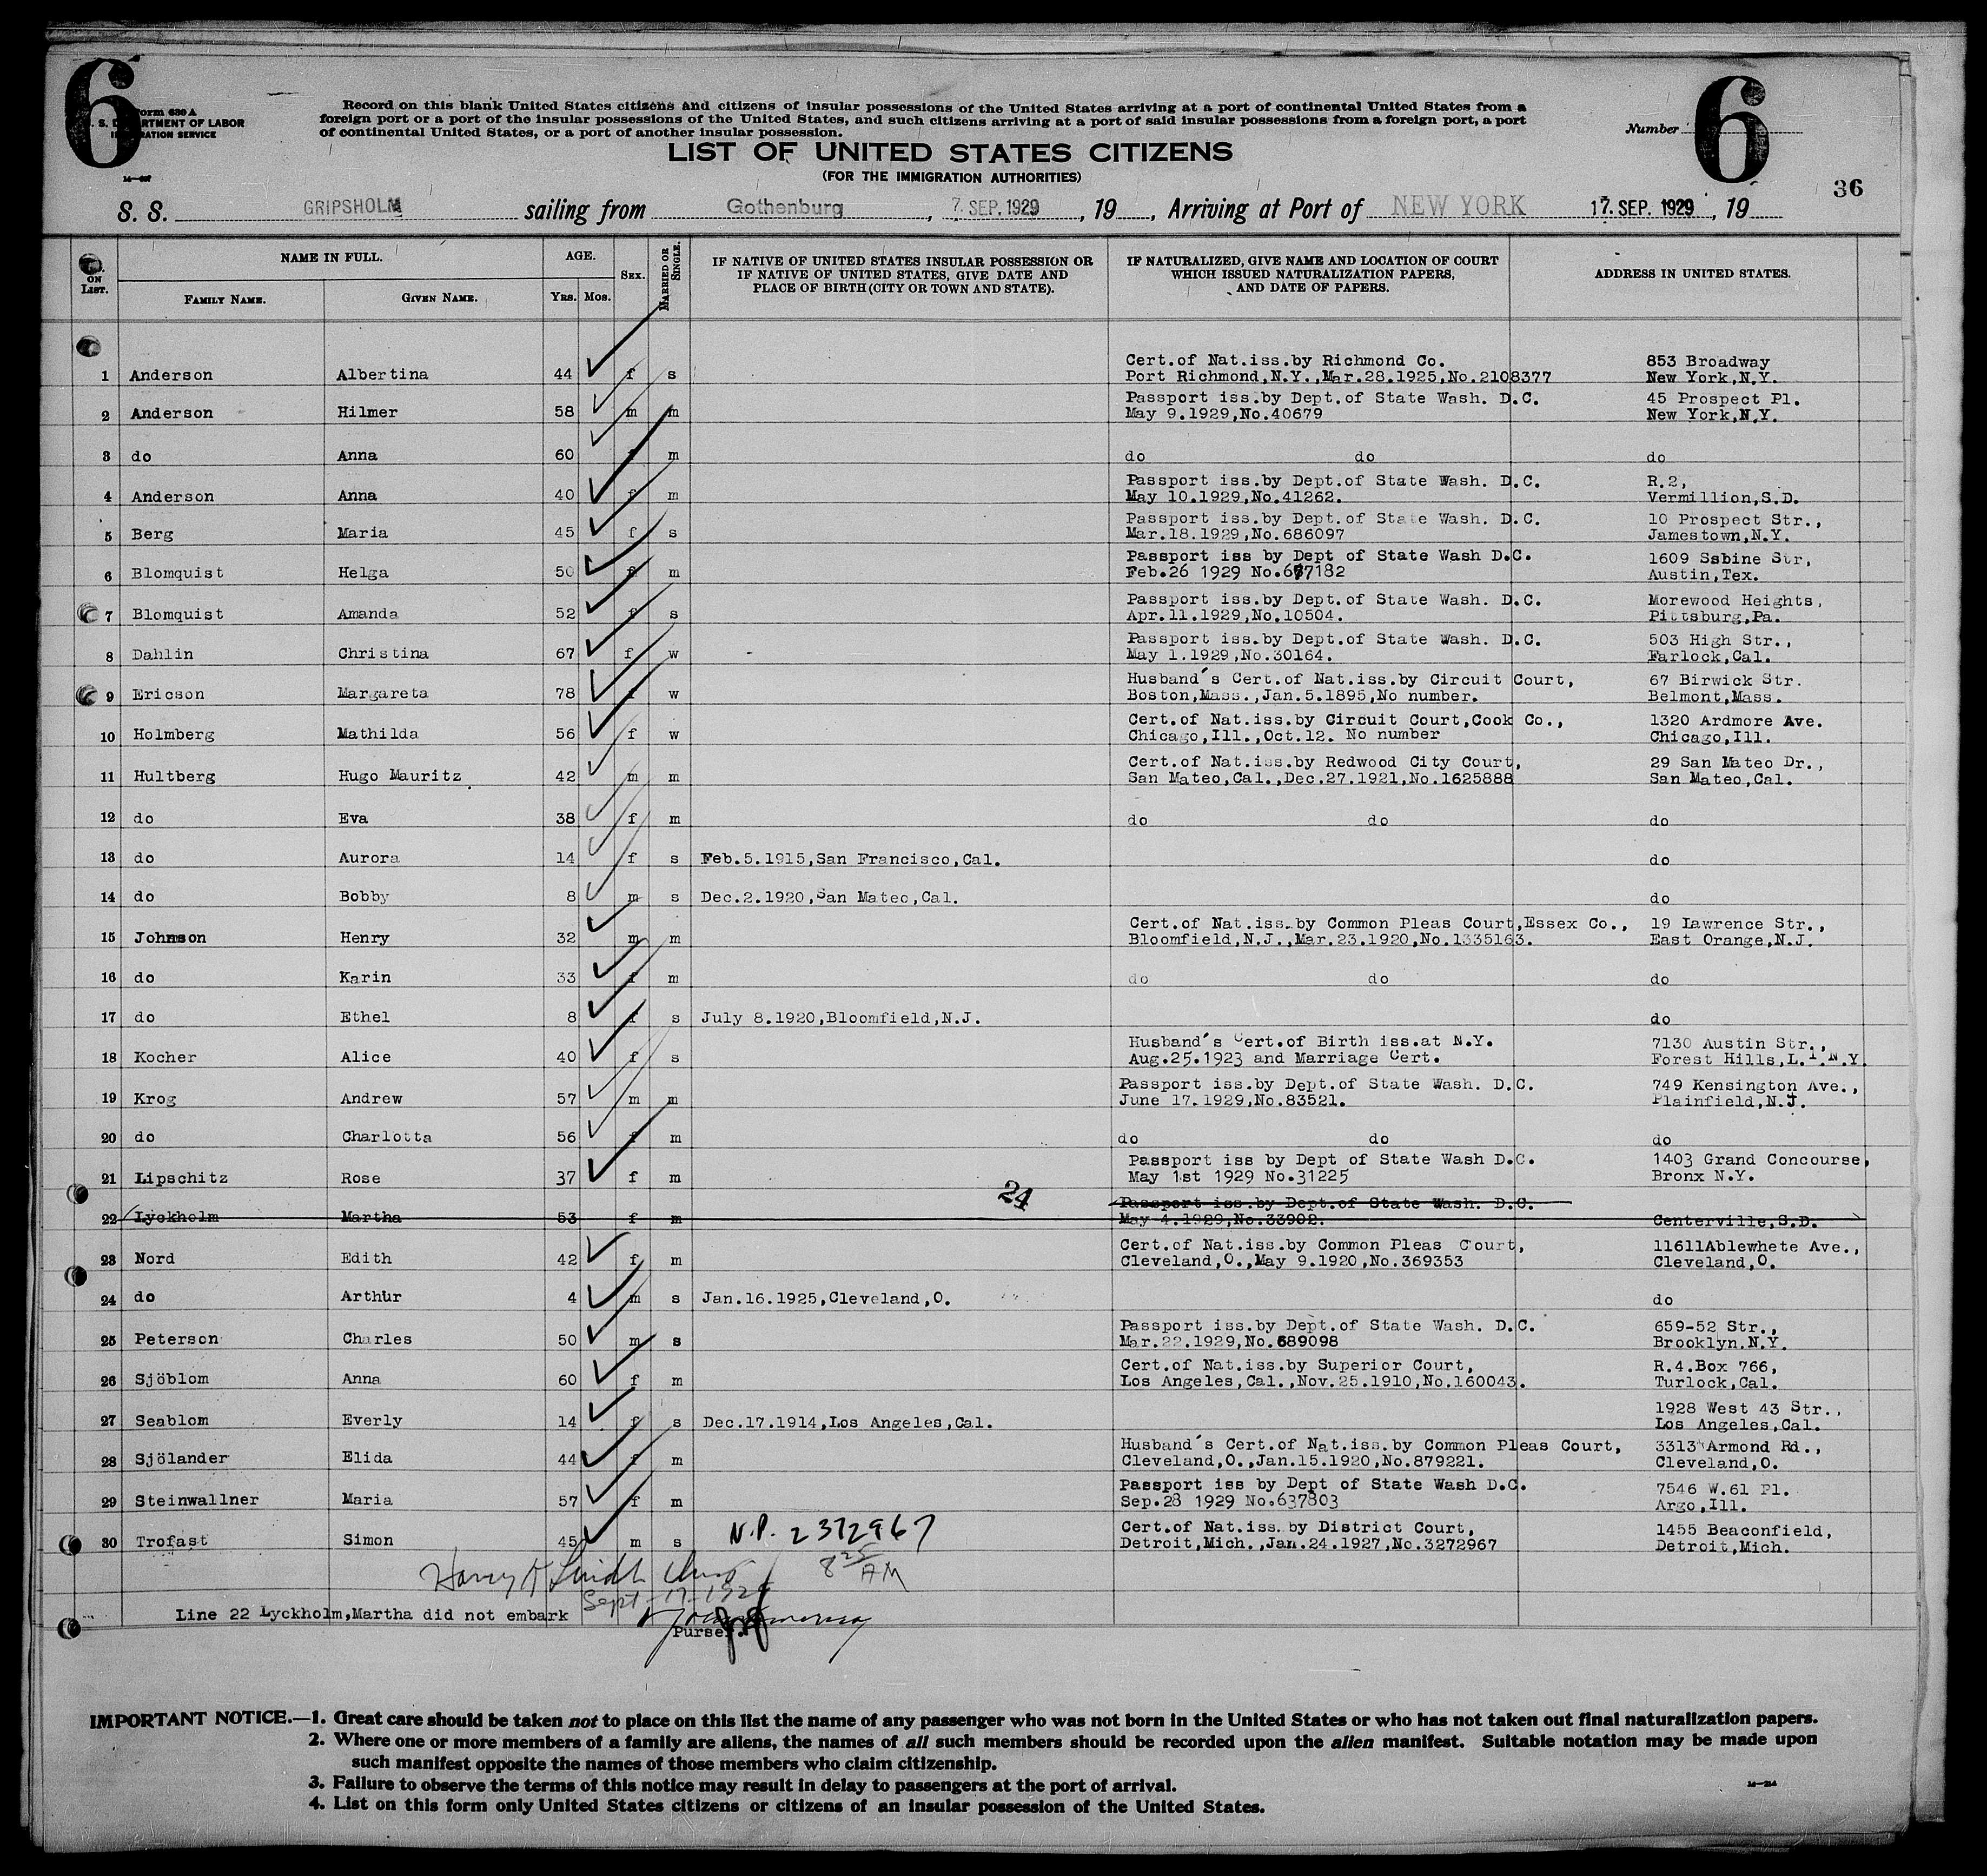 6
Form 630 A
U. S. DEPARTMENT OF LABOR
IMMIGRATION SERVICE
Record on this blank United States citizens and citizens of insular possessions of the United States arriving at a port of continental United States from a
foreign port or a port of the insular possessions of the United States, and such citizens arriving at a port of said insular possessions from a foreign port, a port
of continental United States, or a port of another insular possession.
Number
6
LIST OF UNITED STATES CITIZENS
(FOR THE IMMIGRATION AUTHORITIES)
36
S. S. GRIPSHOLM sailing from Gothenburg, 7. SEP. 1929, 19 , Arriving at Port of NEW YORK 17. SEP. 1929, 19
No. ON LIST. NAME IN FULL. AGE. SEX. MARRIED OR SINGLE. IF NATIVE OF UNITED STATES INSULAR POSSESSION OR IF NATIVE OF UNITED STATES, GIVE DATE AND PLACE OF BIRTH (CITY OR TOWN AND STATE). IF NATURALIZED, GIVE NAME AND LOCATION OF COURT WHICH ISSUED NATURALIZATION PAPERS, AND DATE OF PAPERS. ADDRESS IN UNITED STATES.
FAMILY NAME. GIVEN NAME. YRS. MOS.
Cert.of Nat.iss.by Richmond Co. 853 Broadway
1 Anderson Albertina 44 f s Port Richmond,N.Y.,Mar.28.1925,No.2108377 New York,N.Y.
Passport iss.by Dept.of State Wash. D.C. 45 Prospect Pl.
2 Anderson Hilmer 58 m m May 9.1929,No.40679 New York,N.Y.
3 do Anna 60 f m do do do
Passport iss.by Dept.of State Wash. D.C. R.2,
4 Anderson Anna 40 f m May 10.1929,No.41262. Vermillion,S.D.
Passport iss.by Dept.of State Wash. D.C. 10 Prospect Str.,
5 Berg Maria 45 f s Mar.18.1929,No.686097 Jamestown,N.Y.
Passport iss by Dept of State Wash D.C. 1609 Sabine Str,
6 Blomquist Helga 50 f m Feb.26 1929 No.677182 Austin,Tex.
Passport iss.by Dept.of State Wash. D.C. Morewood Heights,
7 Blomquist Amanda 52 f s Apr.11.1929,No.10504. Pittsburg,Pa.
Passport iss.by Dept.of State Wash. D.C. 503 High Str.,
8 Dahlin Christina 67 f w May 1.1929,No.30164. Farlock,Cal.
Husband's Cert.of Nat.iss.by Circuit Court, 67 Birwick Str.
9 Ericson Margareta 78 f w Boston,Mass.,Jan.5.1895,No number. Belmont,Mass.
Cert.of Nat.iss.by Circuit Court,Cook Co., 1320 Ardmore Ave.
10 Holmberg Mathilda 56 f w Chicago,Ill.,Oct.12. No number Chicago,Ill.
Cert.of Nat.iss.by Redwood City Court, 29 San Mateo Dr.,
11 Hultberg Hugo Mauritz 42 m m San Mateo,Cal.,Dec.27.1921,No.1625888 San Mateo,Cal.
12 do Eva 38 f m do do do
13 do Aurora 14 f s Feb.5.1915,San Francisco,Cal. do
14 do Bobby 8 m s Dec.2.1920,San Mateo,Cal. do
Cert.of Nat.iss.by Common Pleas Court,Essex Co., 19 Lawrence Str.,
15 Johnson Henry 32 m m Bloomfield,N.J.,Mar.23.1920,No.1335163. East Orange,N.J.
16 do Karin 33 f m do do do
17 do Ethel 8 f s July 8.1920,Bloomfield,N.J. do
Husband's Cert.of Birth iss.at N.Y. 7130 Austin Str.,
18 Kocher Alice 40 f s Aug.25.1923 and Marriage Cert. Forest Hills,L.I.N.Y.
Passport iss.by Dept.of State Wash. D.C. 749 Kensington Ave.,
19 Krog Andrew 57 m m June 17.1929,No.83521. Plainfield,N.J.
20 do Charlotta 56 f m do do do
Passport iss by Dept of State Wash D.C. 1403 Grand Concourse,
21 Lipschitz Rose 37 f m May 1st 1929 No.31225 Bronx N.Y.
24 Passport iss.by Dept.of State Wash. D.C.
22 Lyckholm Martha 53 f m May 4.1929,No.33902. Centerville,S.D.
Cert.of Nat.iss.by Common Pleas Court, 11611Ablewhete Ave.,
23 Nord Edith 42 f m Cleveland,O.,May 9.1920,No.369353 Cleveland,O.
24 do Arthur 4 m s Jan.16.1925,Cleveland,O. do
Passport iss.by Dept.of State Wash. D.C. 659-52 Str.,
25 Peterson Charles 50 m s Mar.22.1929,No.689098 Brooklyn.N.Y.
Cert.of Nat.iss.by Superior Court, R.4.Box 766,
26 Sjöblom Anna 60 f m Los Angeles,Cal.,Nov.25.1910,No.160043. Turlock,Cal.
1928 West 43 Str.,
27 Seablom Everly 14 f s Dec.17.1914,Los Angeles,Cal. Los Angeles,Cal.
Husband's Cert.of Nat.iss.by Common Pleas Court, 3313 Armond Rd.,
28 Sjölander Elida 44 f m Cleveland,O.,Jan.15.1920,No.879221. Cleveland,O.
Passport iss by Dept of State Wash D.C. 7546 W.61 Pl.
29 Steinwallner Maria 57 f m Sep.28 1929 No.637803 Argo,Ill.
N.P. 2372967 Cert.of Nat.iss.by District Court, 1455 Beaconfield,
30 Trofast Simon 45 m s Detroit,Mich.,Jan.24.1927,No.3272967 Detroit,Mich.
Harry 8 25 AM
Sept-17-1929
Line 22 Lyckholm,Martha did not embark
Purser.
IMPORTANT NOTICE.—1. Great care should be taken not to place on this list the name of any passenger who was not born in the United States or who has not taken out final naturalization papers.
2. Where one or more members of a family are aliens, the names of all such members should be recorded upon the alien manifest. Suitable notation may be made upon
such manifest opposite the names of those members who claim citizenship.
3. Failure to observe the terms of this notice may result in delay to passengers at the port of arrival.
4. List on this form only United States citizens or citizens of an insular possession of the United States.